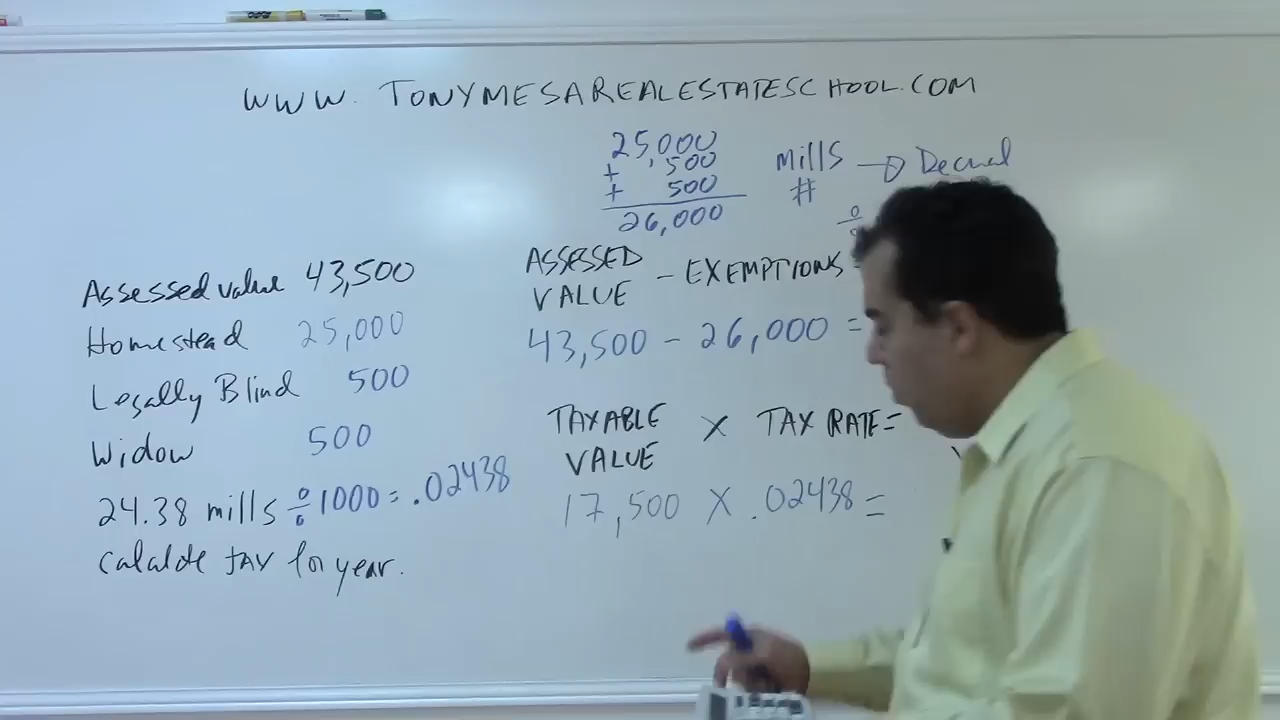 WWW. TONYMESAREALESTATESCHOOL.COM
25,000
+ 500
+ 500
26,000
mills → Decimal
#
÷
Assessed value 43,500
Homestead 25,000
Legally Blind 500
Widow 500
24.38 mills ÷ 1000 = .02438
calalate tax for year.
ASSESSED
VALUE
- EXEMPTIONS =
43,500 - 26,000 =
TAXABLE
VALUE
X TAX RATE =
17,500 X .02438 =